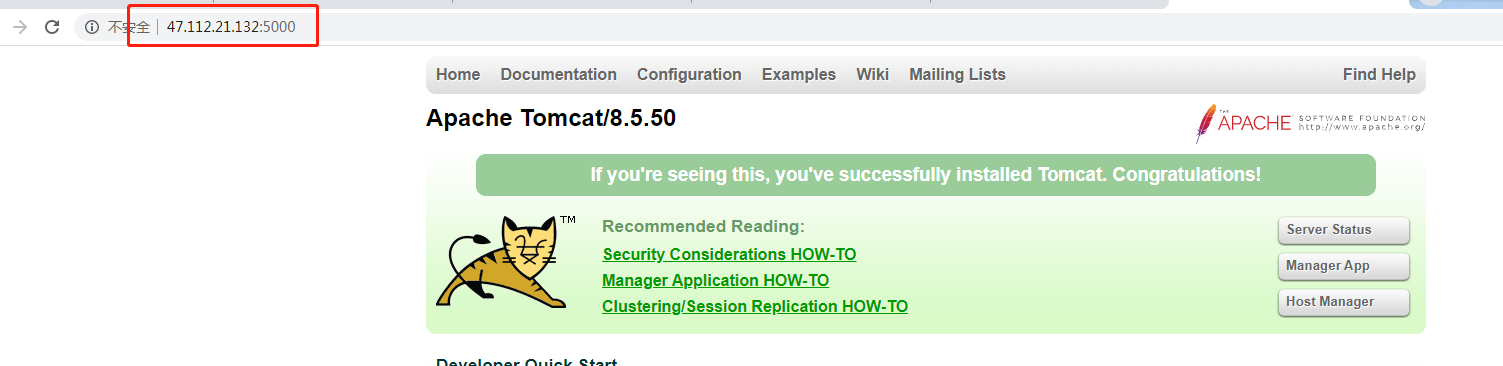 不安全 47.112.21.132:5000
Home Documentation Configuration Examples Wiki Mailing Lists Find Help
Apache Tomcat/8.5.50
THE
APACHE SOFTWARE FOUNDATION
http://www.apache.org/
If you're seeing this, you've successfully installed Tomcat. Congratulations!
TM
Recommended Reading:
Security Considerations HOW-TO
Manager Application HOW-TO
Clustering/Session Replication HOW-TO
Server Status
Manager App
Host Manager
Developer Quick Start